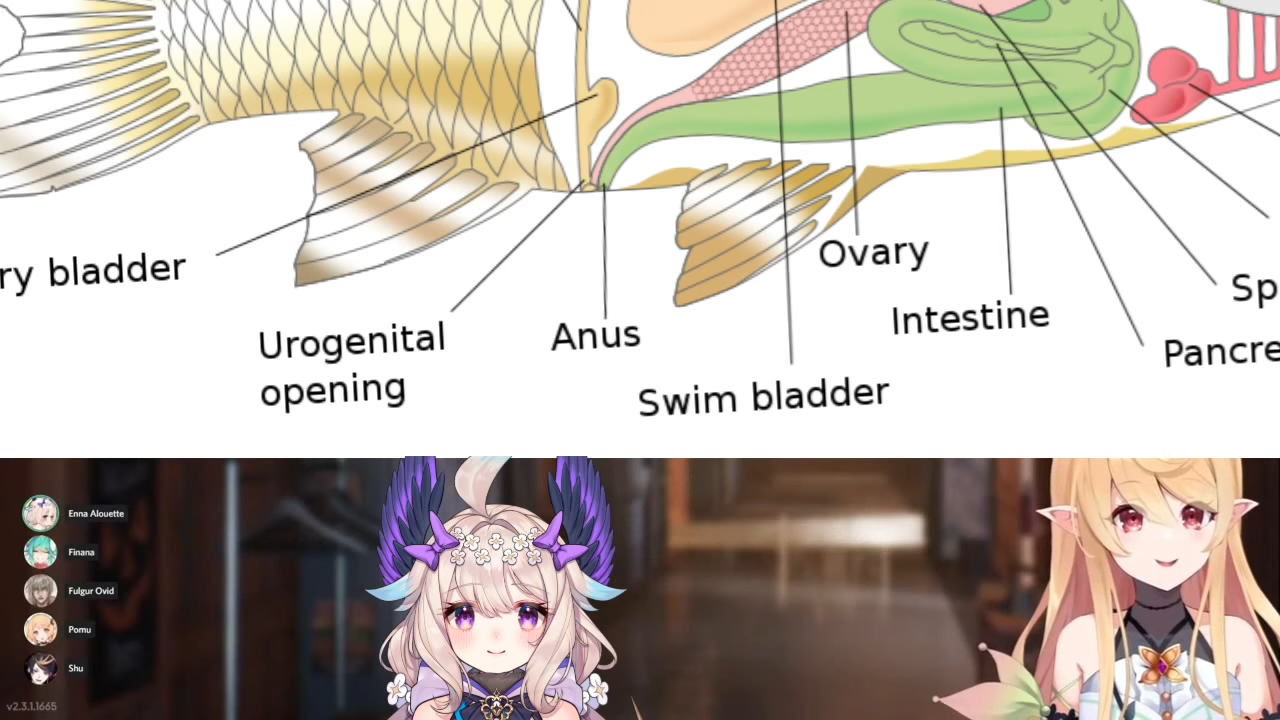 ry bladder
Urogenital
opening
Anus
Swim bladder
Ovary
Intestine
Sp
Pancre
Enna Alouette
Finana
Fulgur Ovid
Pomu
Shu
v2.3.1.1665